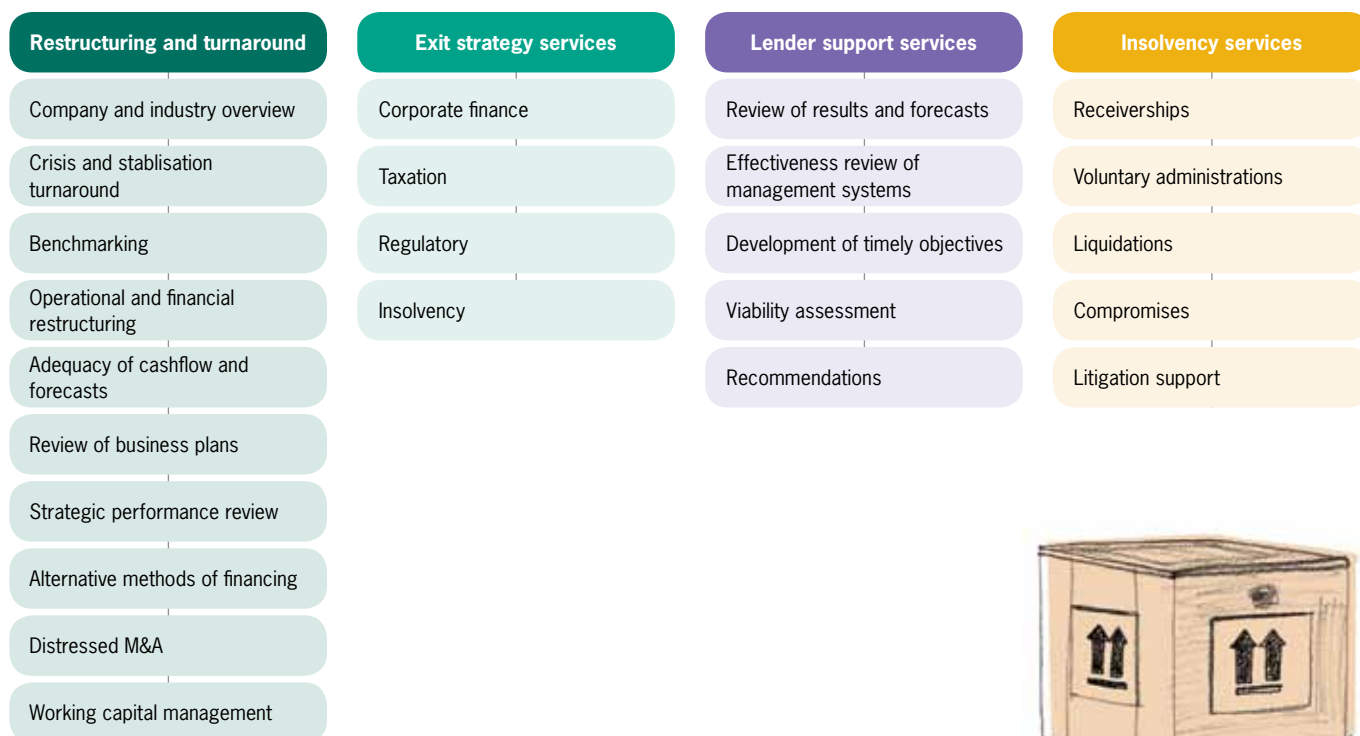 Restructuring and turnaround
Company and industry overview
Crisis and stablisation
turnaround
Benchmarking
Operational and financial
restructuring
Adequacy of cashflow and
forecasts
Review of business plans
Strategic performance review
Alternative methods of financing
Distressed M&A
Working capital management
Exit strategy services
Corporate finance
Taxation
Regulatory
Insolvency
Lender support services
Review of results and forecasts
Effectiveness review of
management systems
Development of timely objectives
Viability assessment
Recommendations
Insolvency services
Receiverships
Voluntary administrations
Liquidations
Compromises
Litigation support